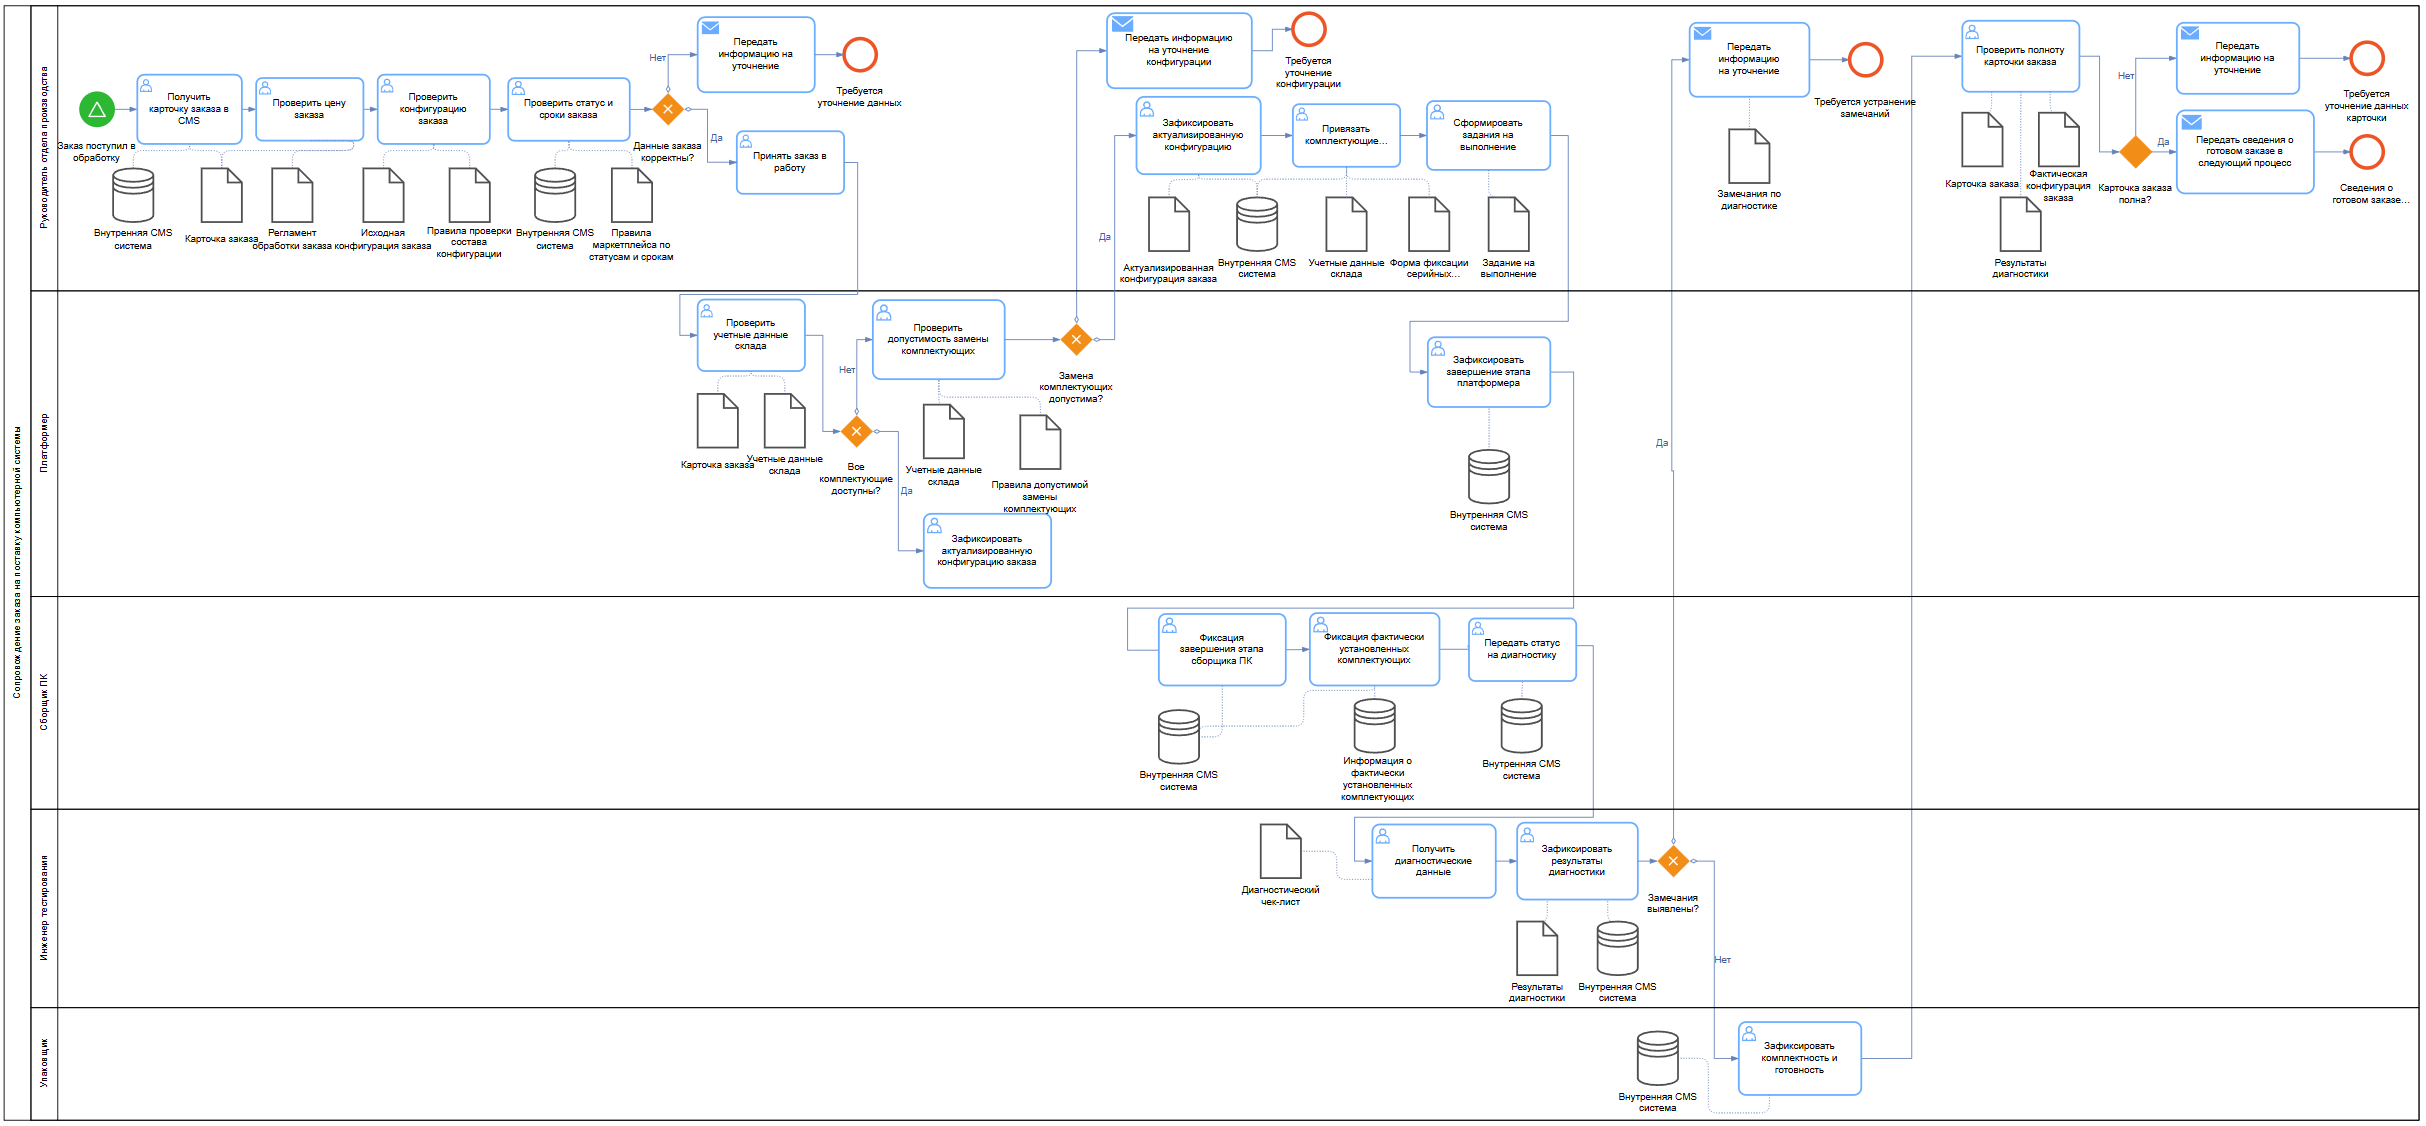 Сопровождение заказа на поставку компьютерной системы
Руководитель отдела производства
Заказ поступил в
обработку
Получить
карточку заказа в
CMS
Проверить цену
заказа
Проверить
конфигурацию
заказа
Проверить статус и
сроки заказа
Данные заказа
корректны?
Нет
Да
Передать
информацию на
уточнение
Требуется
уточнение данных
Принять заказ в
работу
Внутренняя CMS
система
Карточка заказа
Регламент
обработки заказа
Исходная
конфигурация заказа
Правила проверки
состава
конфигурации
Внутренняя CMS
система
Правила
маркетплейса по
статусам и срокам
Передать информацию
на уточнение
конфигурации
Требуется
уточнение
конфигурации
Зафиксировать
актуализированную
конфигурацию
Привязать
комплектующие...
Сформировать
задания на
выполнение
Да
Актуализированная
конфигурация заказа
Внутренняя CMS
система
Учетные данные
склада
Форма фиксации
серийных...
Задание на
выполнение
Передать
информацию
на уточнение
Требуется устранение
замечаний
Замечания по
диагностике
Проверить полноту
карточки заказа
Карточка заказа
Фактическая
конфигурация
заказа
Результаты
диагностики
Карточка заказа
полна?
Нет
Да
Передать
информацию на
уточнение
Требуется
уточнение данных
карточки
Передать сведения о
готовом заказе в
следующий процесс
Сведения о
готовом заказе...
Платформер
Проверить
учетные данные
склада
Карточка заказа
Учетные данные
склада
Все
комплектующие
доступны?
Нет
Да
Проверить
допустимость замены
комплектующих
Учетные данные
склада
Правила допустимой
замены
комплектующих
Замена
комплектующих
допустима?
Зафиксировать
актуализированную
конфигурацию заказа
Зафиксировать
завершение этапа
платформера
Внутренняя CMS
система
Да
Сборщик ПК
Фиксация
завершения этапа
сборщика ПК
Фиксация фактически
установленных
комплектующих
Передать статус
на диагностику
Внутренняя CMS
система
Информация о
фактически
установленных
комплектующих
Внутренняя CMS
система
Инженер тестирования
Диагностический
чек-лист
Получить
диагностические
данные
Зафиксировать
результаты
диагностики
Замечания
выявлены?
Результаты
диагностики
Внутренняя CMS
система
Нет
Упаковщик
Внутренняя CMS
система
Зафиксировать
комплектность и
готовность